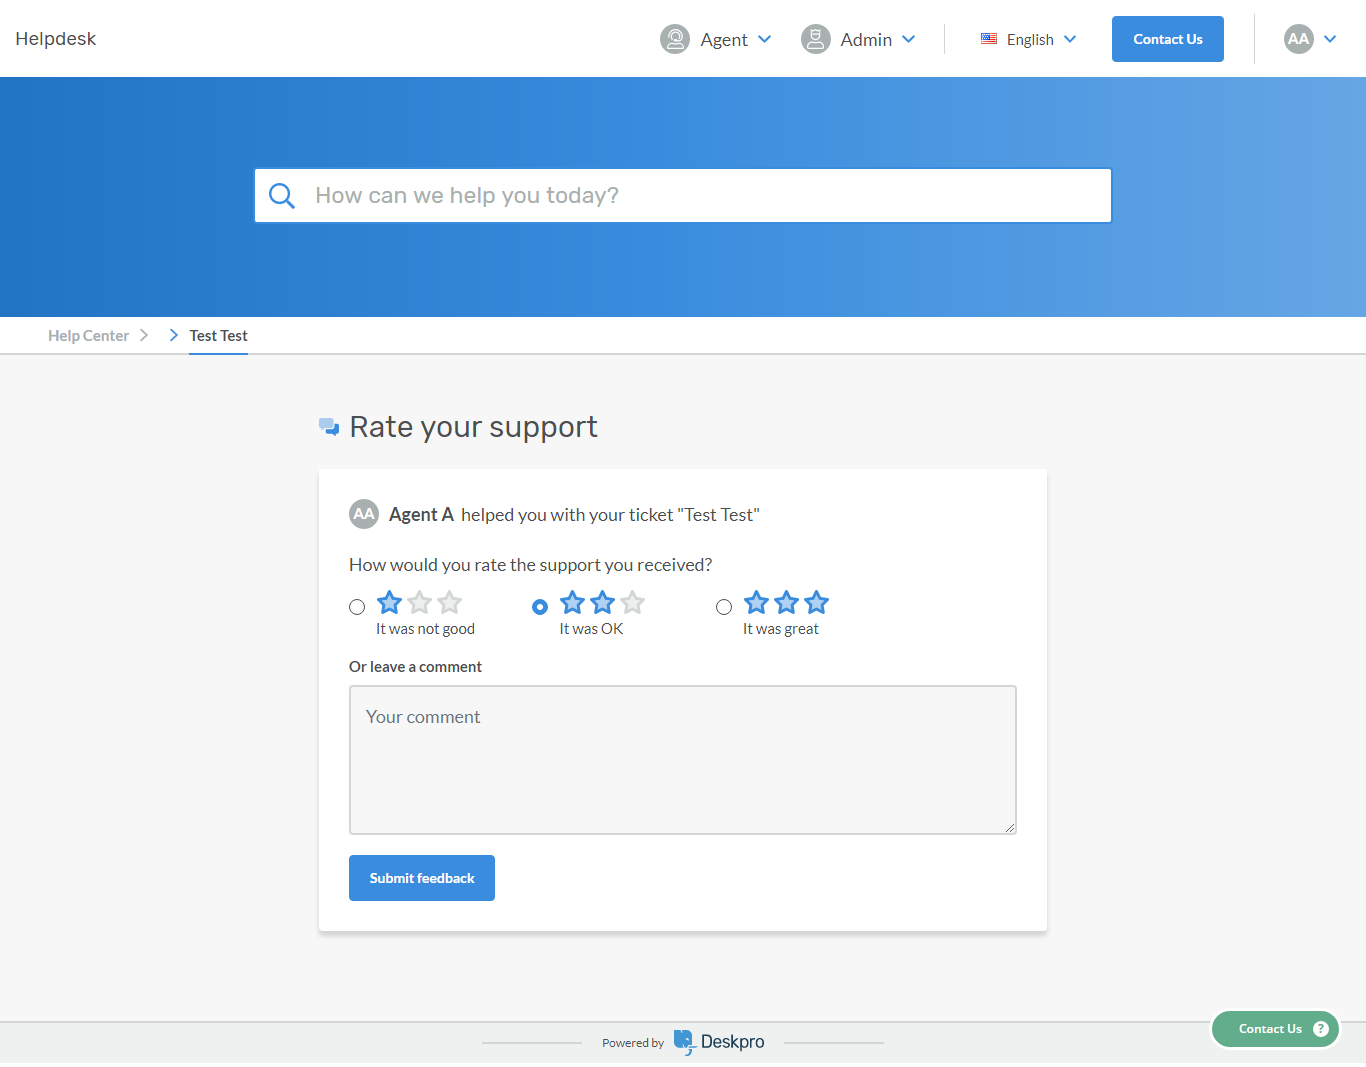 Helpdesk
Agent
Admin
English
Contact Us
AA
How can we help you today?
Help Center
Test Test
Rate your support
AA Agent A helped you with your ticket "Test Test"
How would you rate the support you received?
It was not good
It was OK
It was great
Or leave a comment
Your comment
Submit feedback
Powered by Deskpro
Contact Us ?